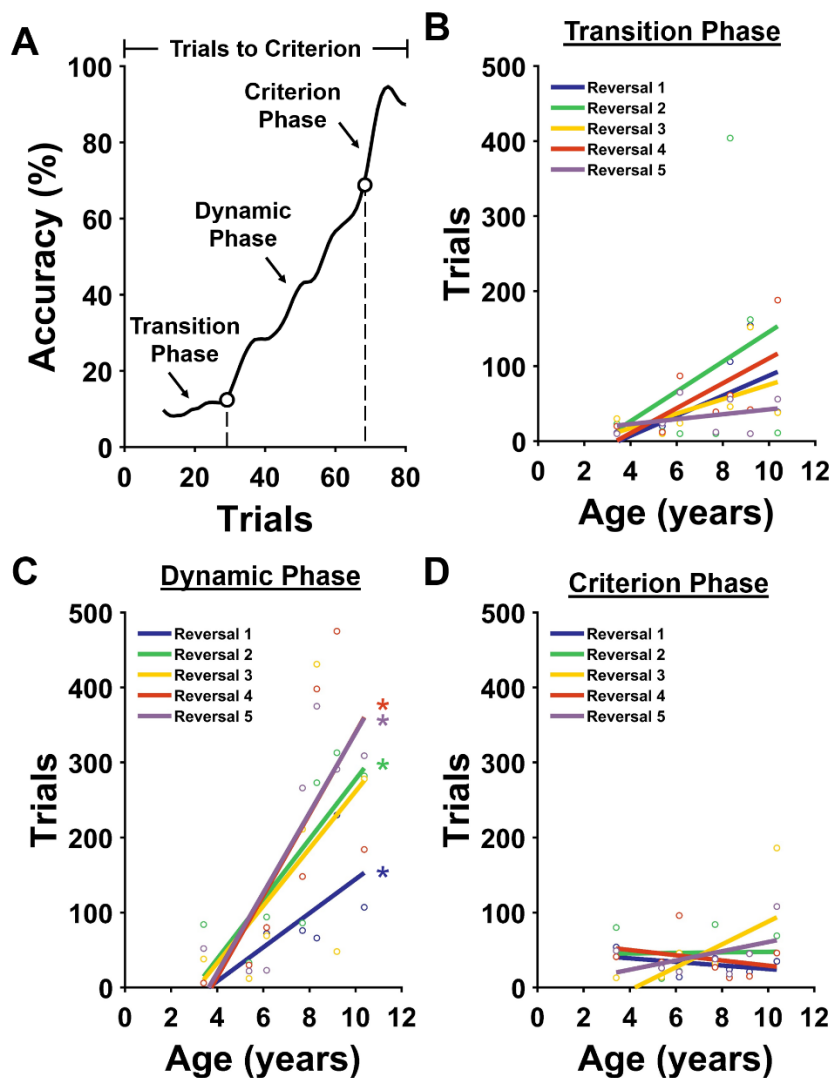 A
Trials to Criterion
Accuracy (%)
100
80
60
40
20
0
Criterion
Phase
Dynamic
Phase
Transition
Phase
0 20 40 60 80
Trials
B
Transition Phase
Trials
500
400
300
200
100
0
Reversal 1
Reversal 2
Reversal 3
Reversal 4
Reversal 5
0 2 4 6 8 10 12
Age (years)
C
Dynamic Phase
Trials
500
400
300
200
100
0
Reversal 1
Reversal 2
Reversal 3
Reversal 4
Reversal 5
*
*
*
*
0 2 4 6 8 10 12
Age (years)
D
Criterion Phase
Trials
500
400
300
200
100
0
Reversal 1
Reversal 2
Reversal 3
Reversal 4
Reversal 5
0 2 4 6 8 10 12
Age (years)